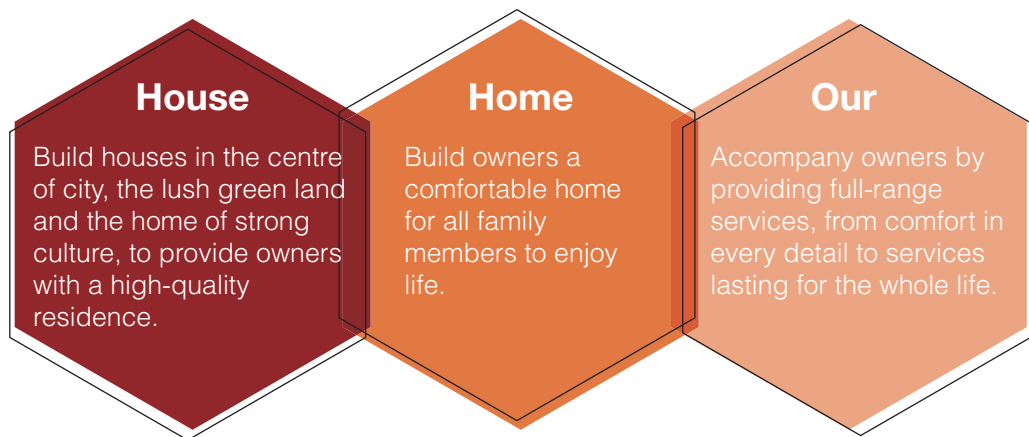 House
Build houses in the centre
of city, the lush green land
and the home of strong
culture, to provide owners
with a high-quality
residence.
Home
Build owners a
comfortable home
for all family
members to enjoy
life.
Our
Accompany owners by
providing full-range
services, from comfort in
every detail to services
lasting for the whole life.